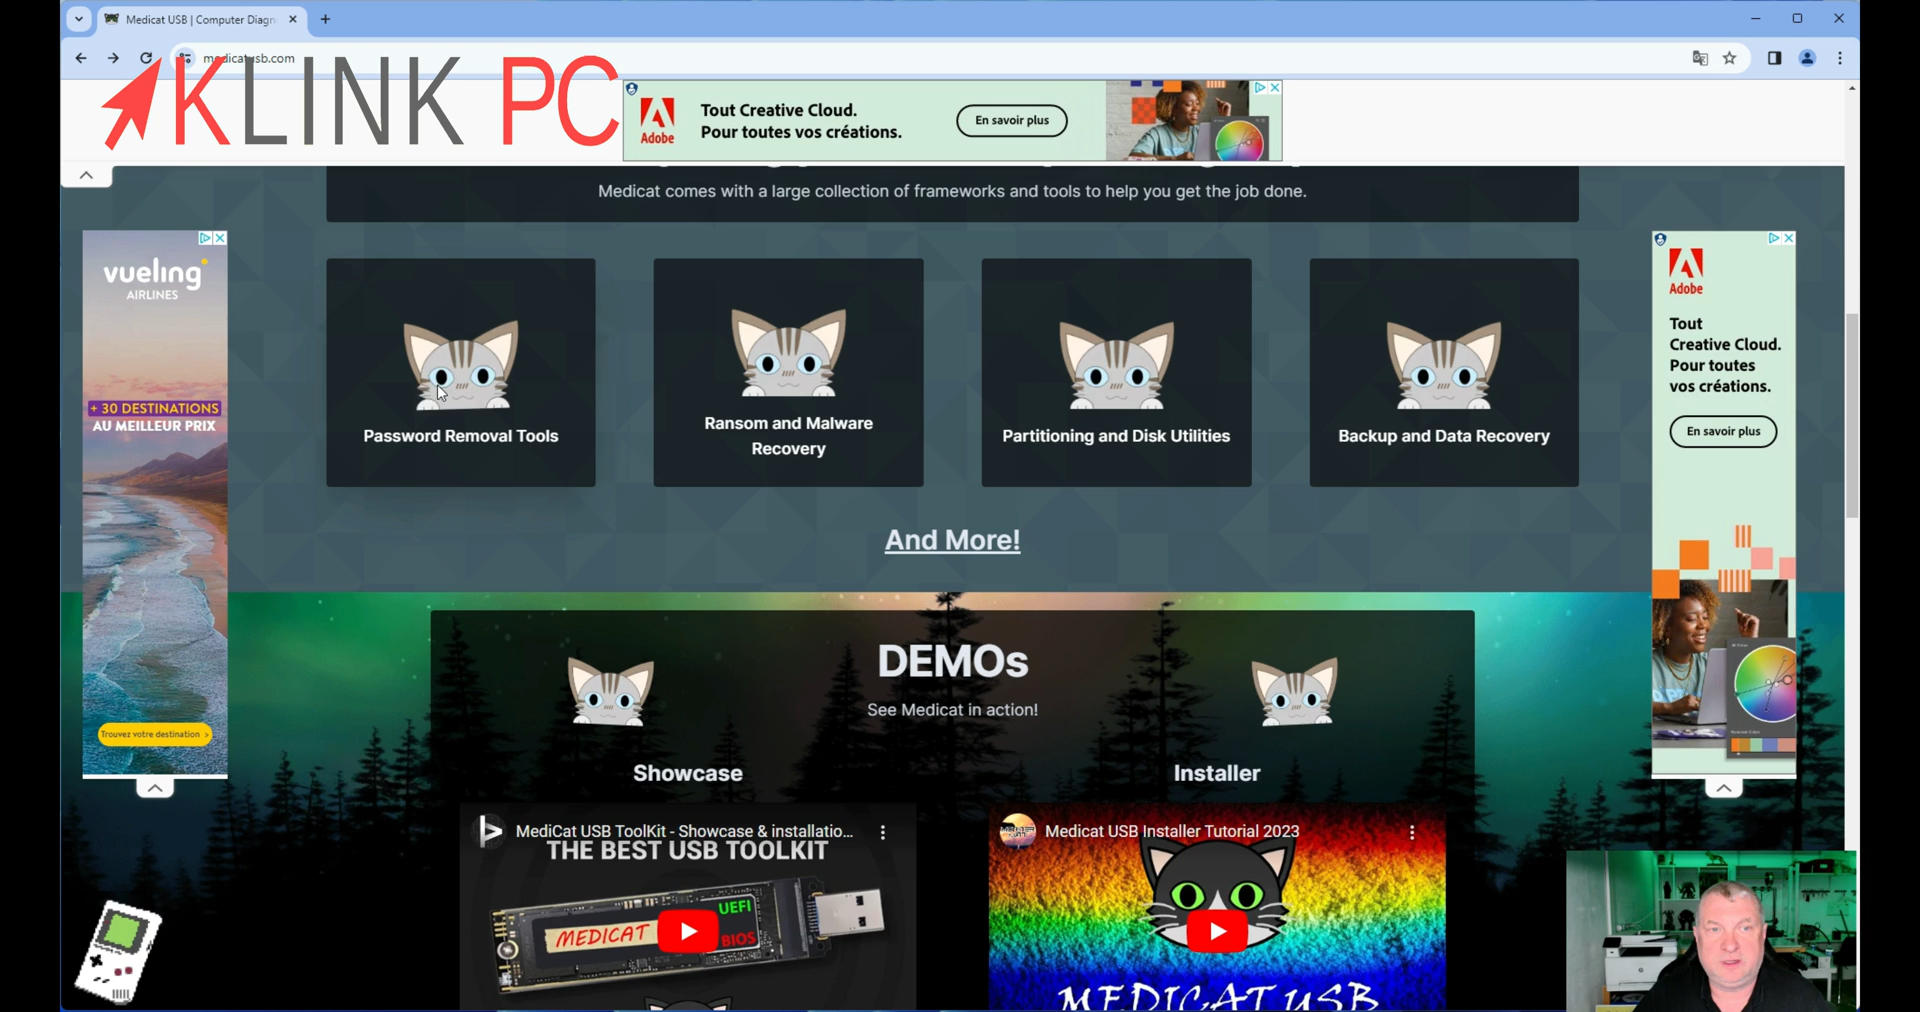 Medicat USB | Computer Diagn
medicatusb.com
KLINK PC
Adobe
Tout Creative Cloud.
Pour toutes vos créations.
En savoir plus
Medicat comes with a large collection of frameworks and tools to help you get the job done.
vueling
AIRLINES
+ 30 DESTINATIONS
AU MEILLEUR PRIX
Trouvez votre destination >
Password Removal Tools
Ransom and Malware
Recovery
Partitioning and Disk Utilities
Backup and Data Recovery
And More!
Adobe
Tout
Creative Cloud.
Pour toutes
vos créations.
En savoir plus
DEMOs
See Medicat in action!
Showcase
Installer
MediCat USB ToolKit - Showcase & installatio...
THE BEST USB TOOLKIT
UEFI
MEDICAT
BIOS
Medicat USB Installer Tutorial 2023
MEDICAT USB